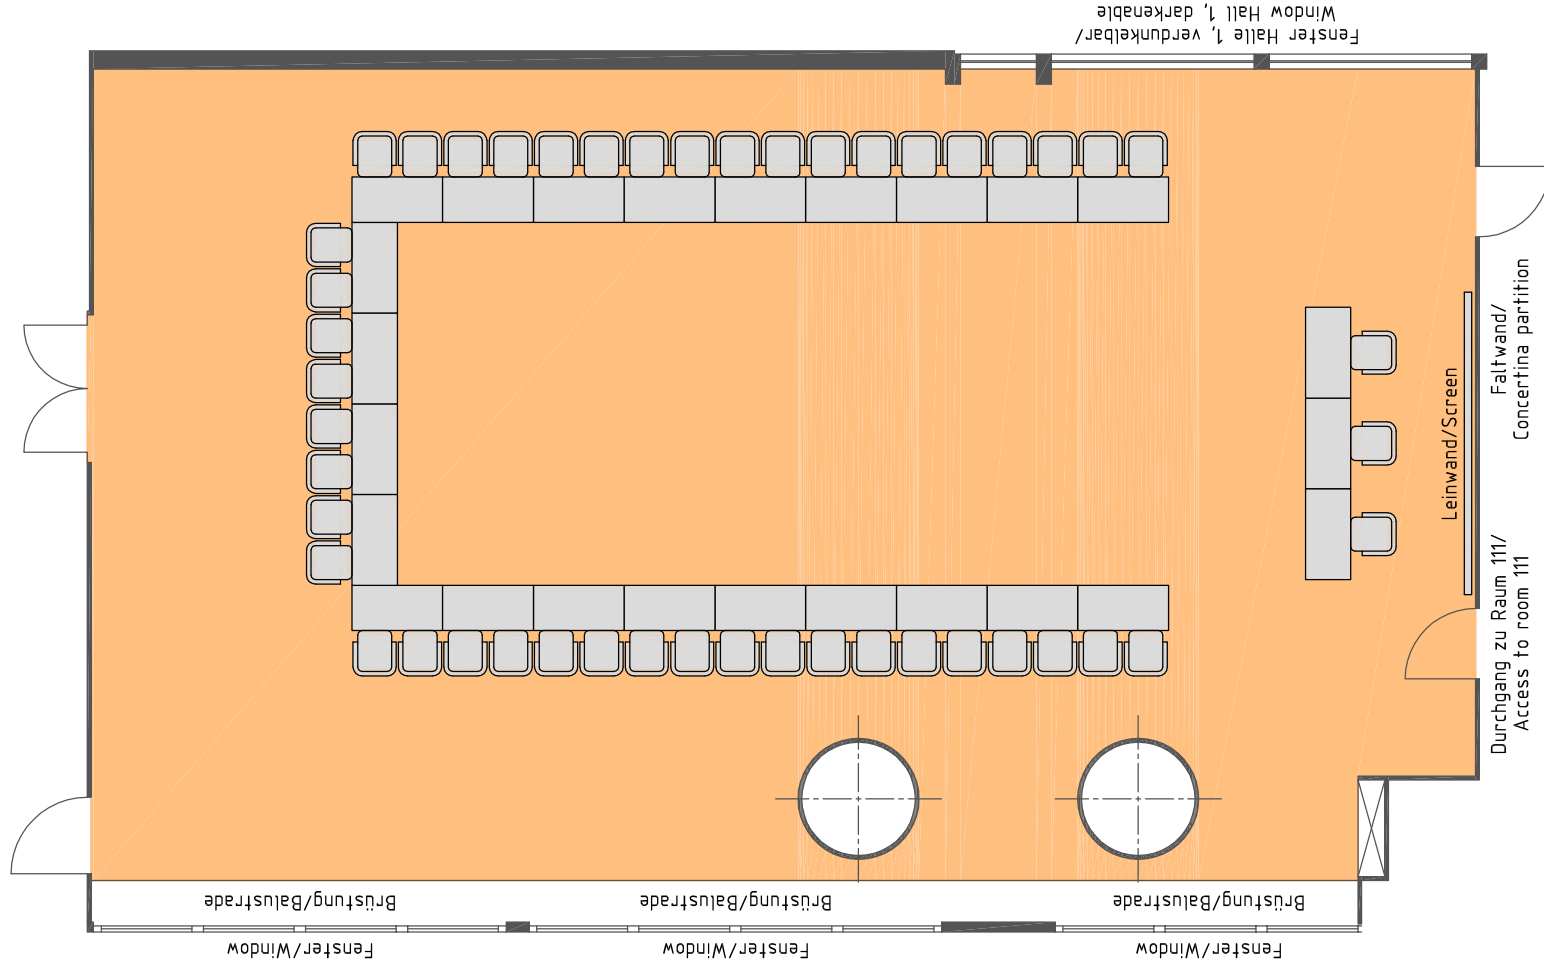 Fenster Halle 1, verdunkelbar/
Window Hall 1, darkenable
Faltwand/
Concertina partition
Leinwand/Screen
Durchgang zu Raum 111/
Access to room 111
Brüstung/Balustrade
Brüstung/Balustrade
Brüstung/Balustrade
Fenster/Window
Fenster/Window
Fenster/Window